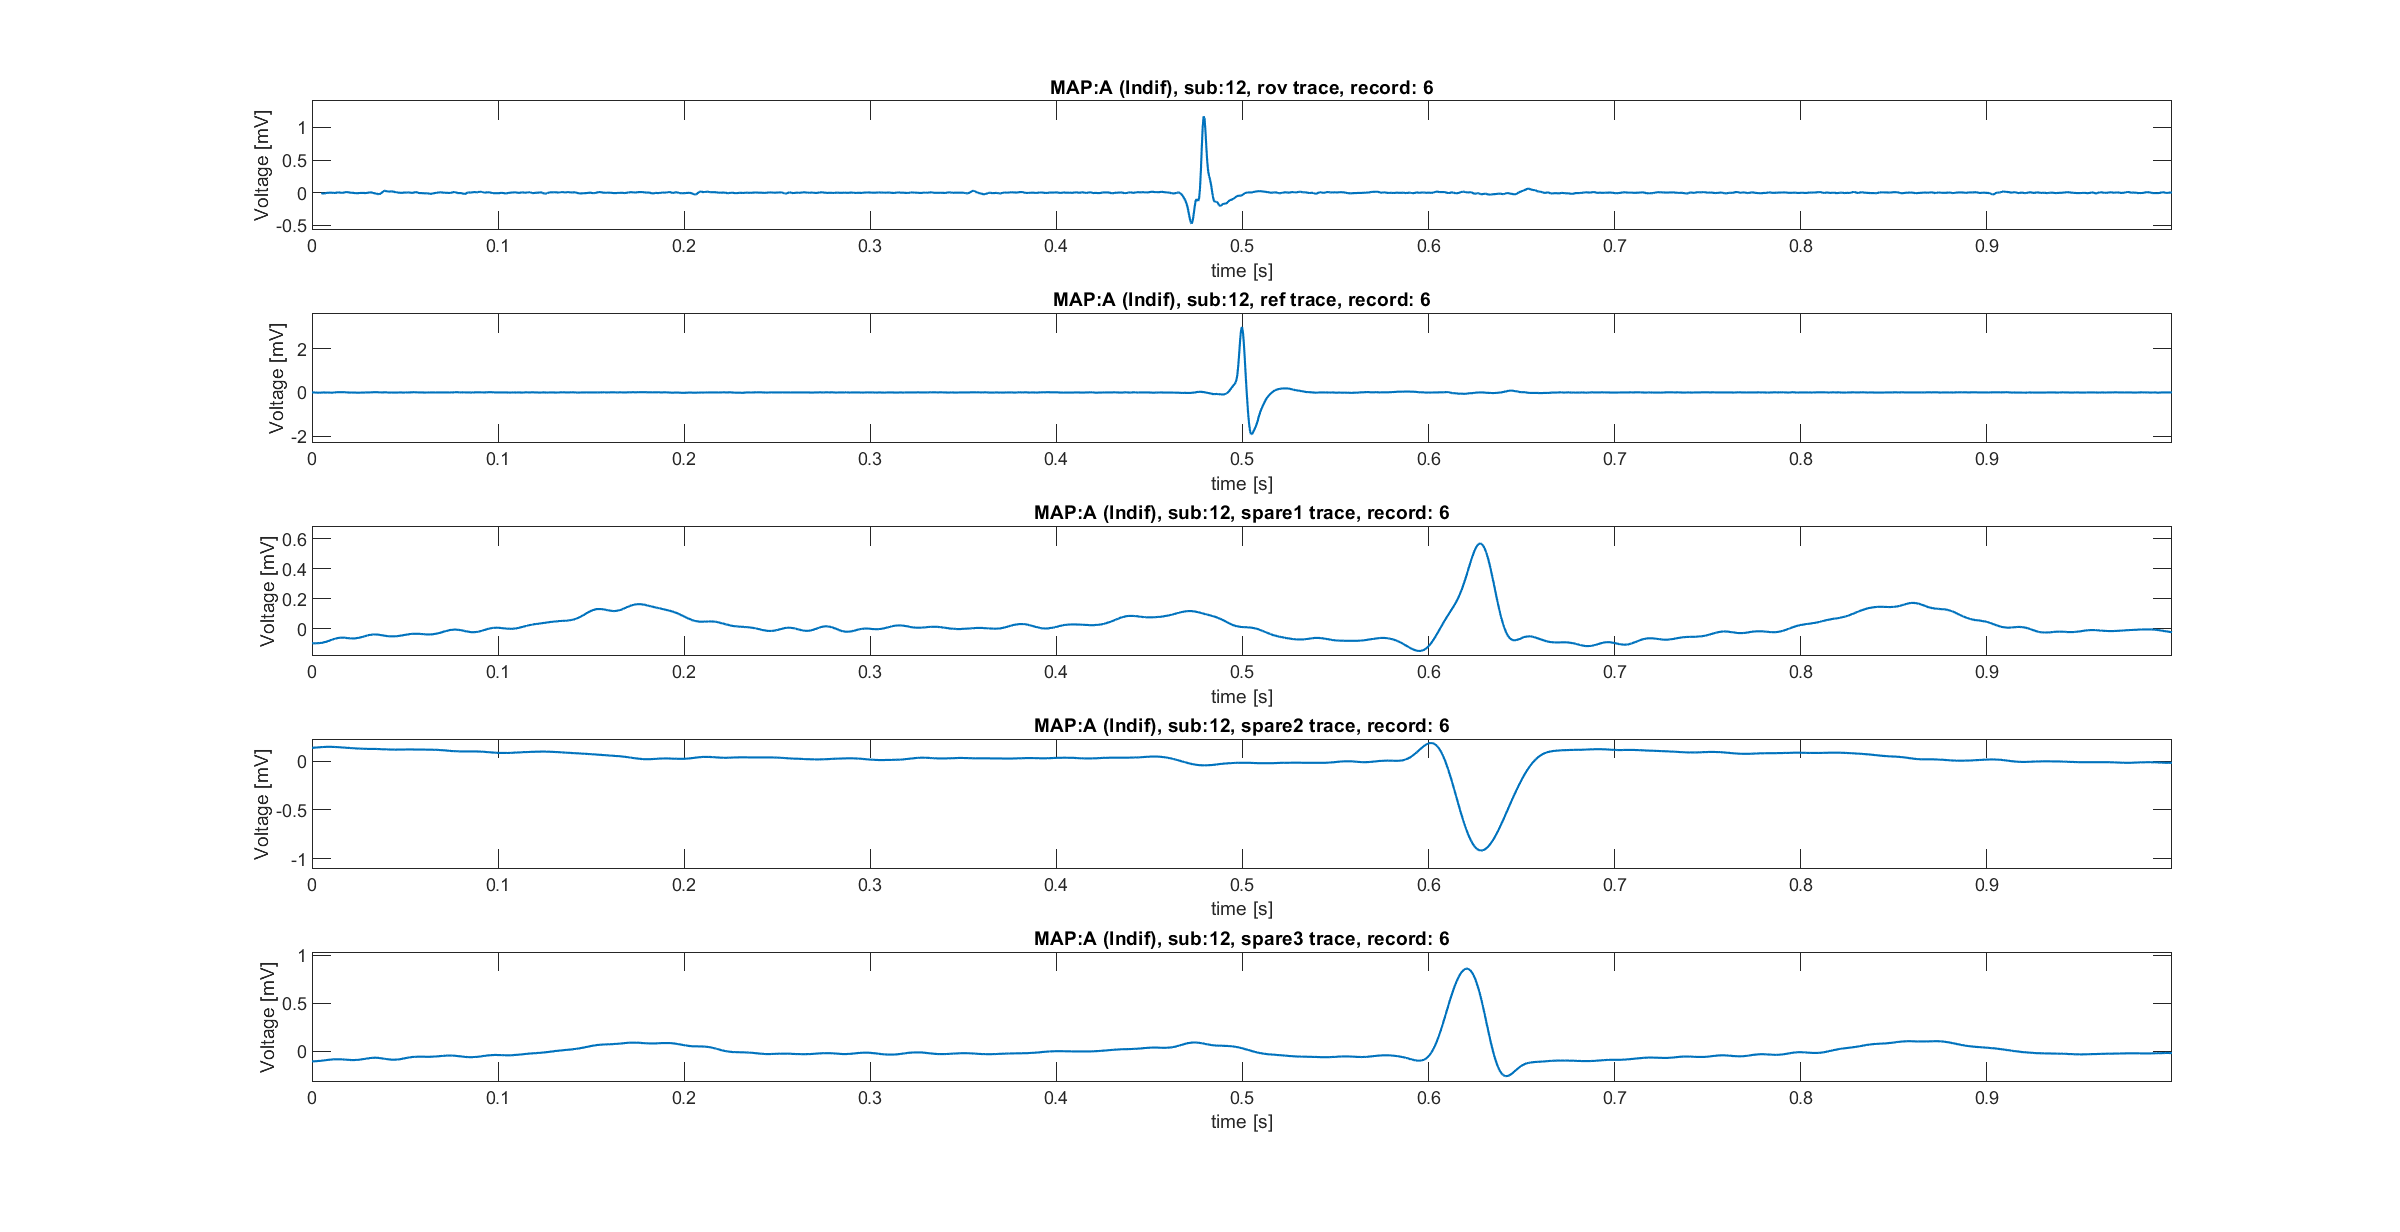 MAP:A (Indif), sub:12, rov trace, record: 6
Voltage [mV]
1
0.5
0
-0.5
0 0.1 0.2 0.3 0.4 0.5 0.6 0.7 0.8 0.9
time [s]
MAP:A (Indif), sub:12, ref trace, record: 6
Voltage [mV]
2
0
-2
0 0.1 0.2 0.3 0.4 0.5 0.6 0.7 0.8 0.9
time [s]
MAP:A (Indif), sub:12, spare1 trace, record: 6
Voltage [mV]
0.6
0.4
0.2
0
0 0.1 0.2 0.3 0.4 0.5 0.6 0.7 0.8 0.9
time [s]
MAP:A (Indif), sub:12, spare2 trace, record: 6
Voltage [mV]
0
-0.5
-1
0 0.1 0.2 0.3 0.4 0.5 0.6 0.7 0.8 0.9
time [s]
MAP:A (Indif), sub:12, spare3 trace, record: 6
Voltage [mV]
1
0.5
0
0 0.1 0.2 0.3 0.4 0.5 0.6 0.7 0.8 0.9
time [s]